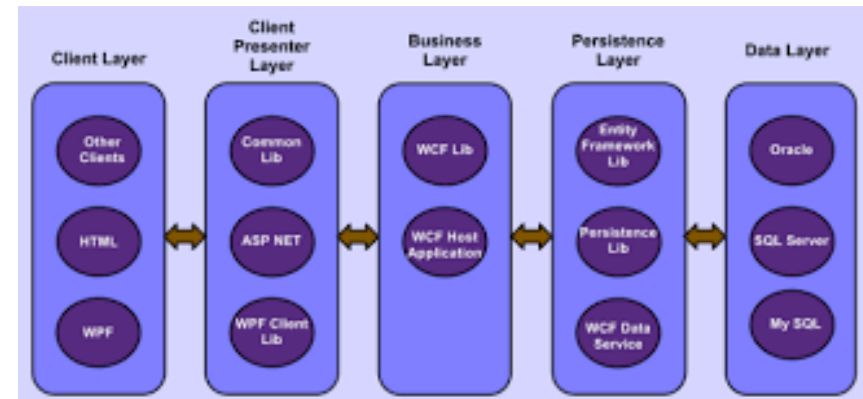 Client Layer
Client
Presenter
Layer
Business
Layer
Persistence
Layer
Data Layer
Other
Clients
HTML
WPF
Common
Lib
ASP NET
WPF Client
Lib
WCF Lib
WCF Host
Application
Entity
Framework
Lib
Persistence
Lib
WCF Data
Service
Oracle
SQL Server
My SQL